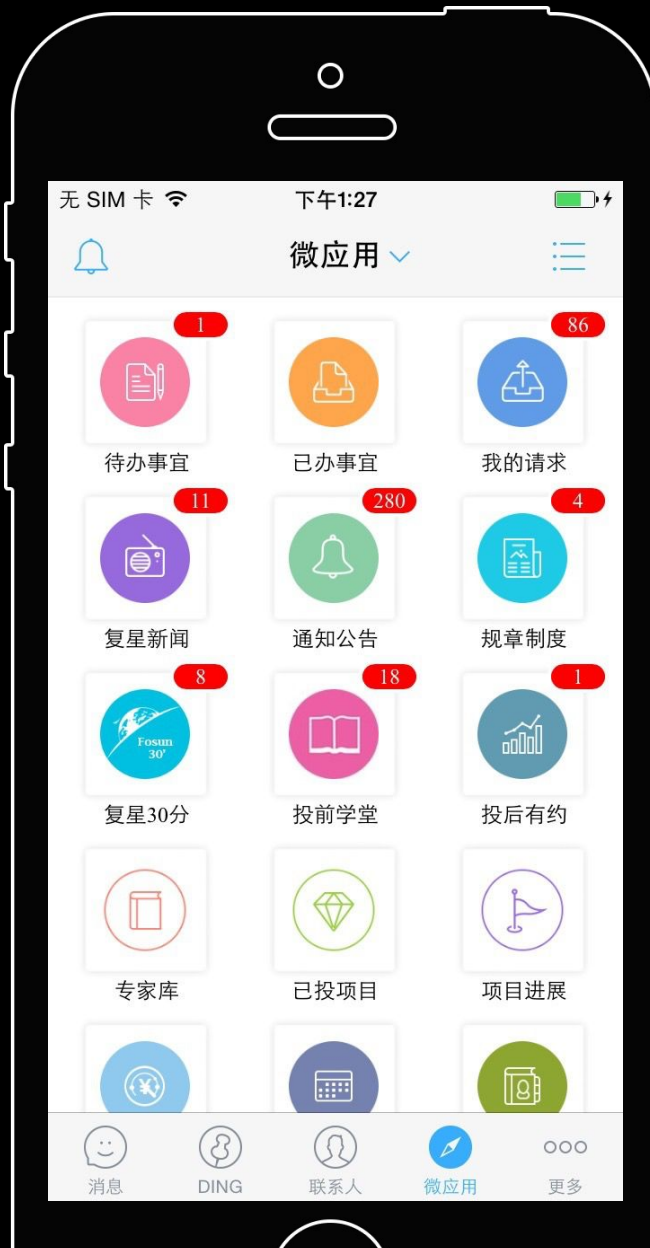 无 SIM 卡 下午1:27
微应用
1 86
待办事宜 已办事宜 我的请求
11 280 4
复星新闻 通知公告 规章制度
8 18 1
Fosun
30'
复星30分 投前学堂 投后有约
专家库 已投项目 项目进展
消息 DING 联系人 微应用 更多